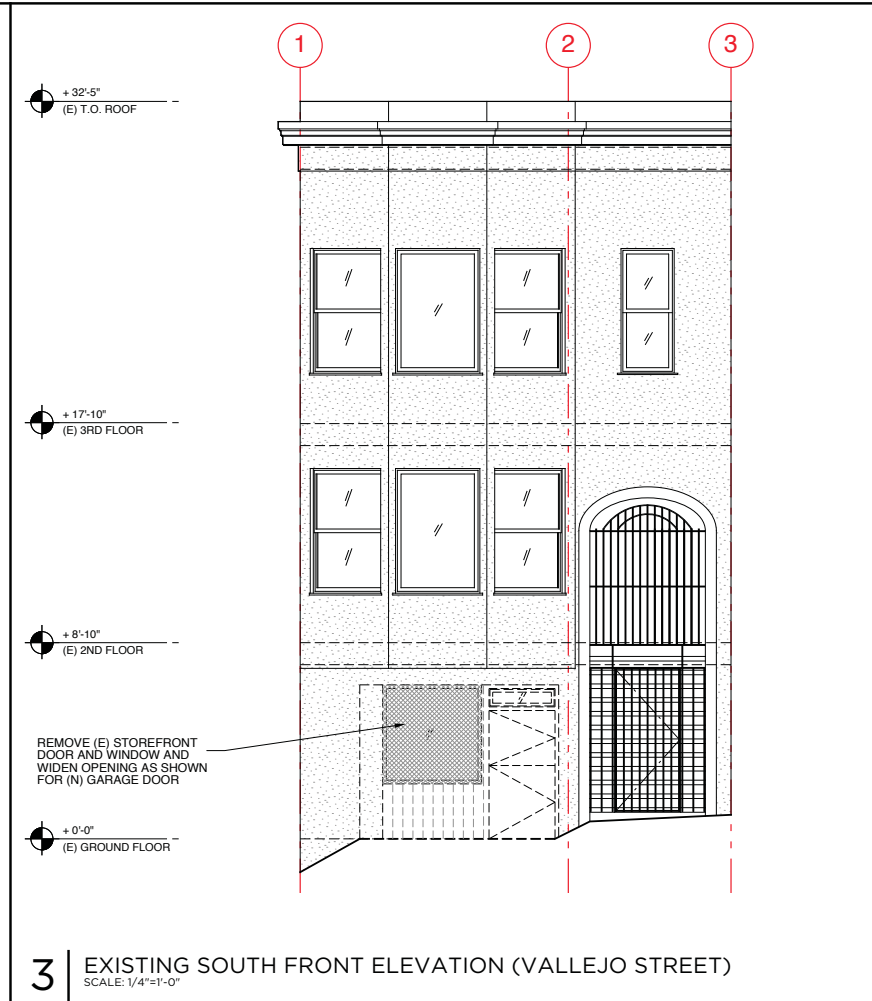 1
2
3
+ 32'-5"
(E) T.O. ROOF
+ 17'-10"
(E) 3RD FLOOR
+ 8'-10"
(E) 2ND FLOOR
REMOVE (E) STOREFRONT
DOOR AND WINDOW AND
WIDEN OPENING AS SHOWN
FOR (N) GARAGE DOOR
+ 0'-0"
(E) GROUND FLOOR
3
EXISTING SOUTH FRONT ELEVATION (VALLEJO STREET)
SCALE: 1/4"=1'-0"